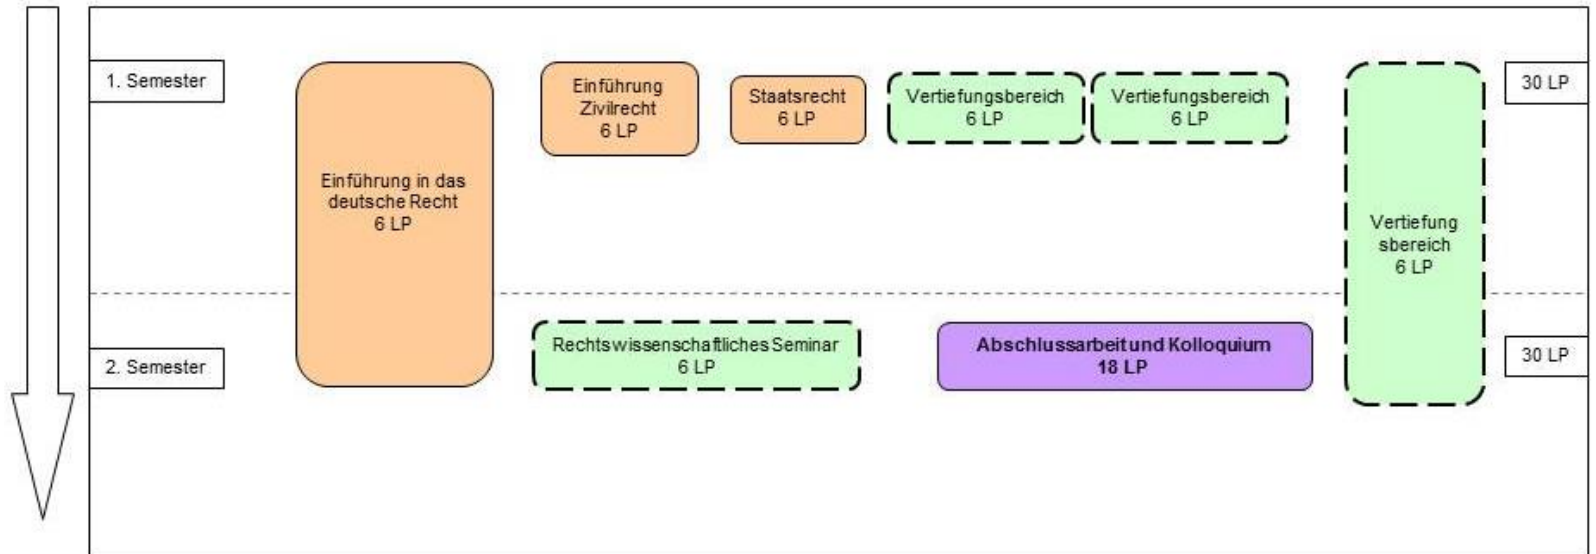 1. Semester
Einführung in das
deutsche Recht
6 LP
Einführung
Zivilrecht
6 LP
Staatsrecht
6 LP
Vertiefungsbereich
6 LP
Vertiefungsbereich
6 LP
Vertiefung
sbereich
6 LP
30 LP
2. Semester
Rechtswissenschaftliches Seminar
6 LP
Abschlussarbeit und Kolloquium
18 LP
30 LP